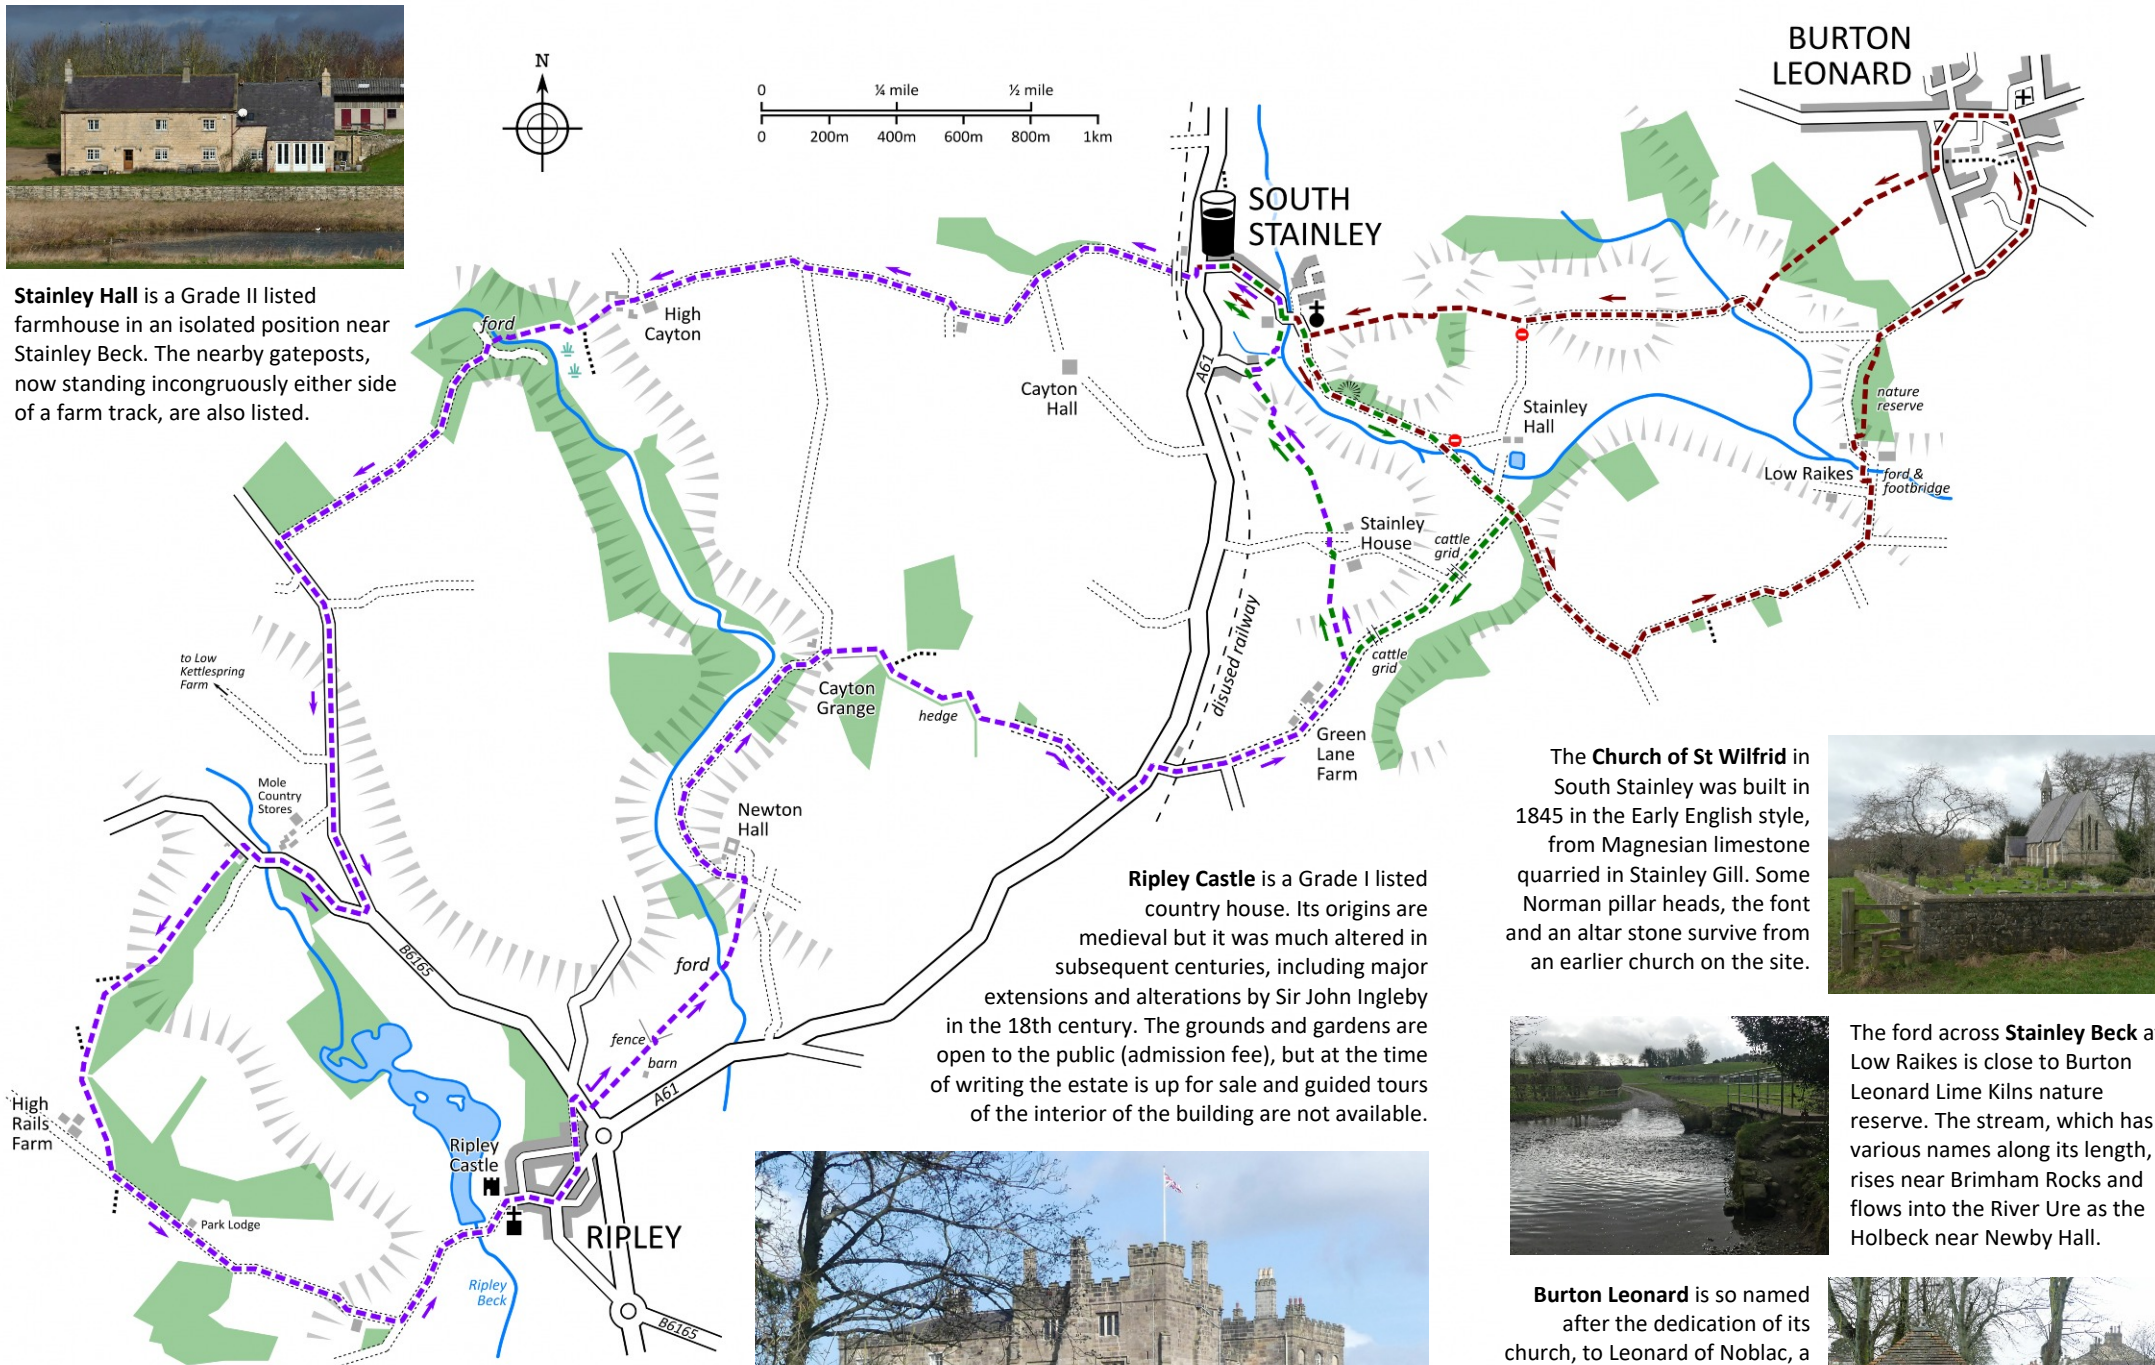 Stainley Hall is a Grade II listed
farmhouse in an isolated position near
Stainley Beck. The nearby gateposts,
now standing incongruously either side
of a farm track, are also listed.
N
0 ¼ mile ½ mile
0 200m 400m 600m 800m 1km
BURTON
LEONARD
SOUTH
STAINLEY
ford
High
Cayton
Cayton
Hall
A61
Stainley
Hall
nature
reserve
Low Raikes
ford &
footbridge
Stainley
House
cattle
grid
cattle
grid
disused railway
to Low
Kettlespring
Farm
Cayton
Grange
hedge
Green
Lane
Farm
Mole
Country
Stores
Newton
Hall
B6165
ford
fence
barn
A61
High
Rails
Farm
Ripley
Castle
Park Lodge
RIPLEY
Ripley
Beck
B6165
Ripley Castle is a Grade I listed
country house. Its origins are
medieval but it was much altered in
subsequent centuries, including major
extensions and alterations by Sir John Ingleby
in the 18th century. The grounds and gardens are
open to the public (admission fee), but at the time
of writing the estate is up for sale and guided tours
of the interior of the building are not available.
The Church of St Wilfrid in
South Stainley was built in
1845 in the Early English style,
from Magnesian limestone
quarried in Stainley Gill. Some
Norman pillar heads, the font
and an altar stone survive from
an earlier church on the site.
The ford across Stainley Beck a
Low Raikes is close to Burton
Leonard Lime Kilns nature
reserve. The stream, which has
various names along its length,
rises near Brimham Rocks and
flows into the River Ure as the
Holbeck near Newby Hall.
Burton Leonard is so named
after the dedication of its
church, to Leonard of Noblac, a